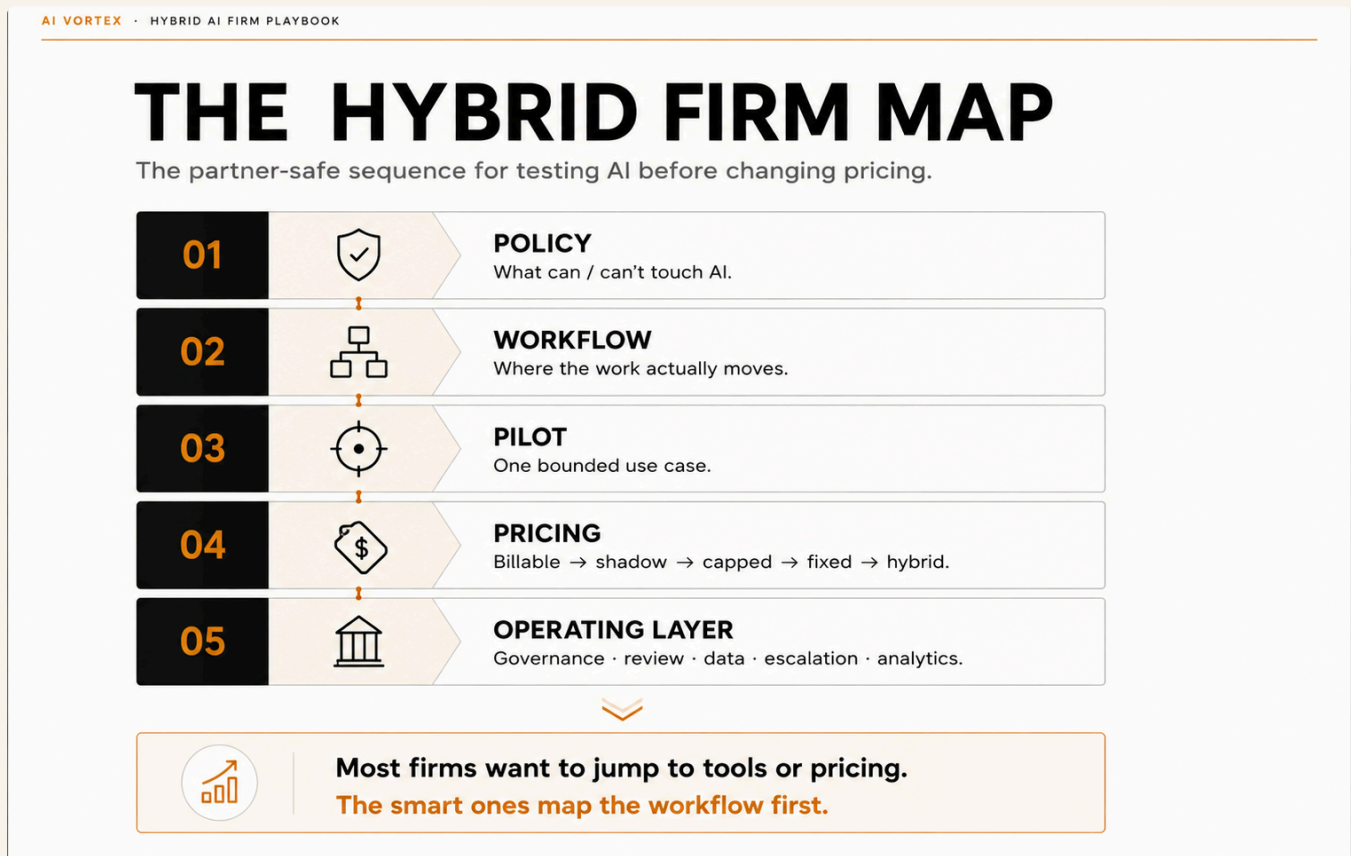 AI VORTEX · HYBRID AI FIRM PLAYBOOK
THE HYBRID FIRM MAP
The partner-safe sequence for testing AI before changing pricing.
01
POLICY
What can / can’t touch AI.
02
WORKFLOW
Where the work actually moves.
03
PILOT
One bounded use case.
04
$
PRICING
Billable → shadow → capped → fixed → hybrid.
05
OPERATING LAYER
Governance · review · data · escalation · analytics.
Most firms want to jump to tools or pricing.
The smart ones map the workflow first.